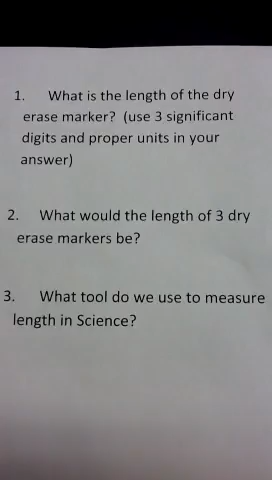 1. What is the length of the dry
erase marker? (use 3 significant
digits and proper units in your
answer)
2. What would the length of 3 dry
erase markers be?
3. What tool do we use to measure
length in Science?